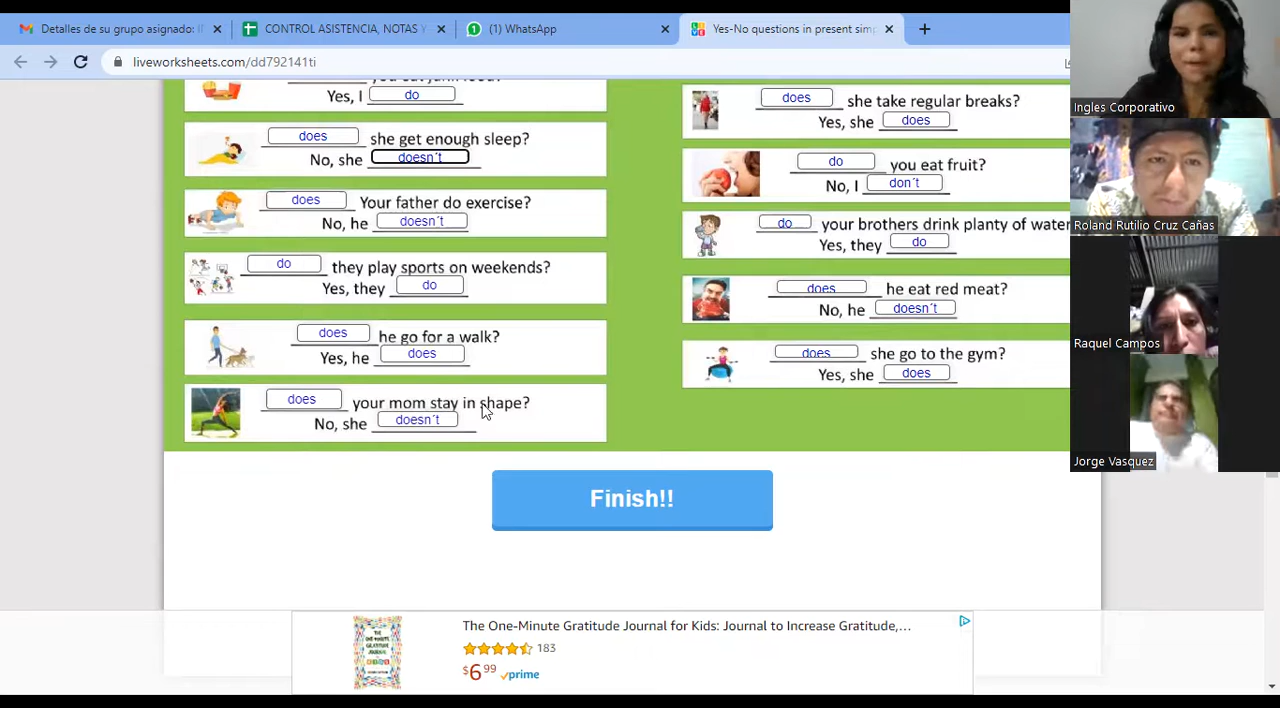 Detalles de su grupo asignado: I
CONTROL ASISTENCIA, NOTAS Y
(1) WhatsApp
Yes-No questions in present sim
liveworksheets.com/dd792141ti
Yes, I do
does she get enough sleep?
No, she doesn´t
does Your father do exercise?
No, he doesn´t
do they play sports on weekends?
Yes, they do
does he go for a walk?
Yes, he does
does your mom stay in shape?
No, she doesn´t
does she take regular breaks?
Yes, she does
do you eat fruit?
No, I don´t
do your brothers drink planty of water
Yes, they do
does he eat red meat?
No, he doesn´t
does she go to the gym?
Yes, she does
Finish!!
The One-Minute Gratitude Journal for Kids: Journal to Increase Gratitude,...
183
$6 99 prime
Ingles Corporativo
Roland Rutilio Cruz Cañas
Raquel Campos
Jorge Vasquez